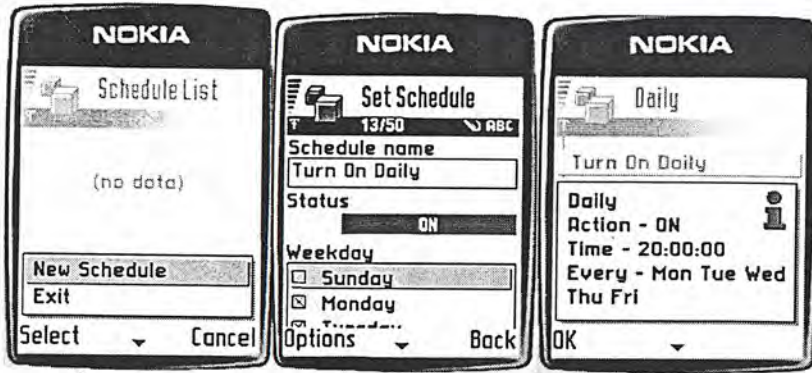 NOKIA
Schedule List
(no data)
New Schedule
Exit
Select
Cancel
NOKIA
Set Schedule
13/50
ABC
Schedule name
Turn On Daily
Status
ON
Weekday
Sunday
Monday
Tuesday
Options
Back
NOKIA
Daily
Turn On Daily
Daily
Action - ON
Time - 20:00:00
Every - Mon Tue Wed
Thu Fri
OK